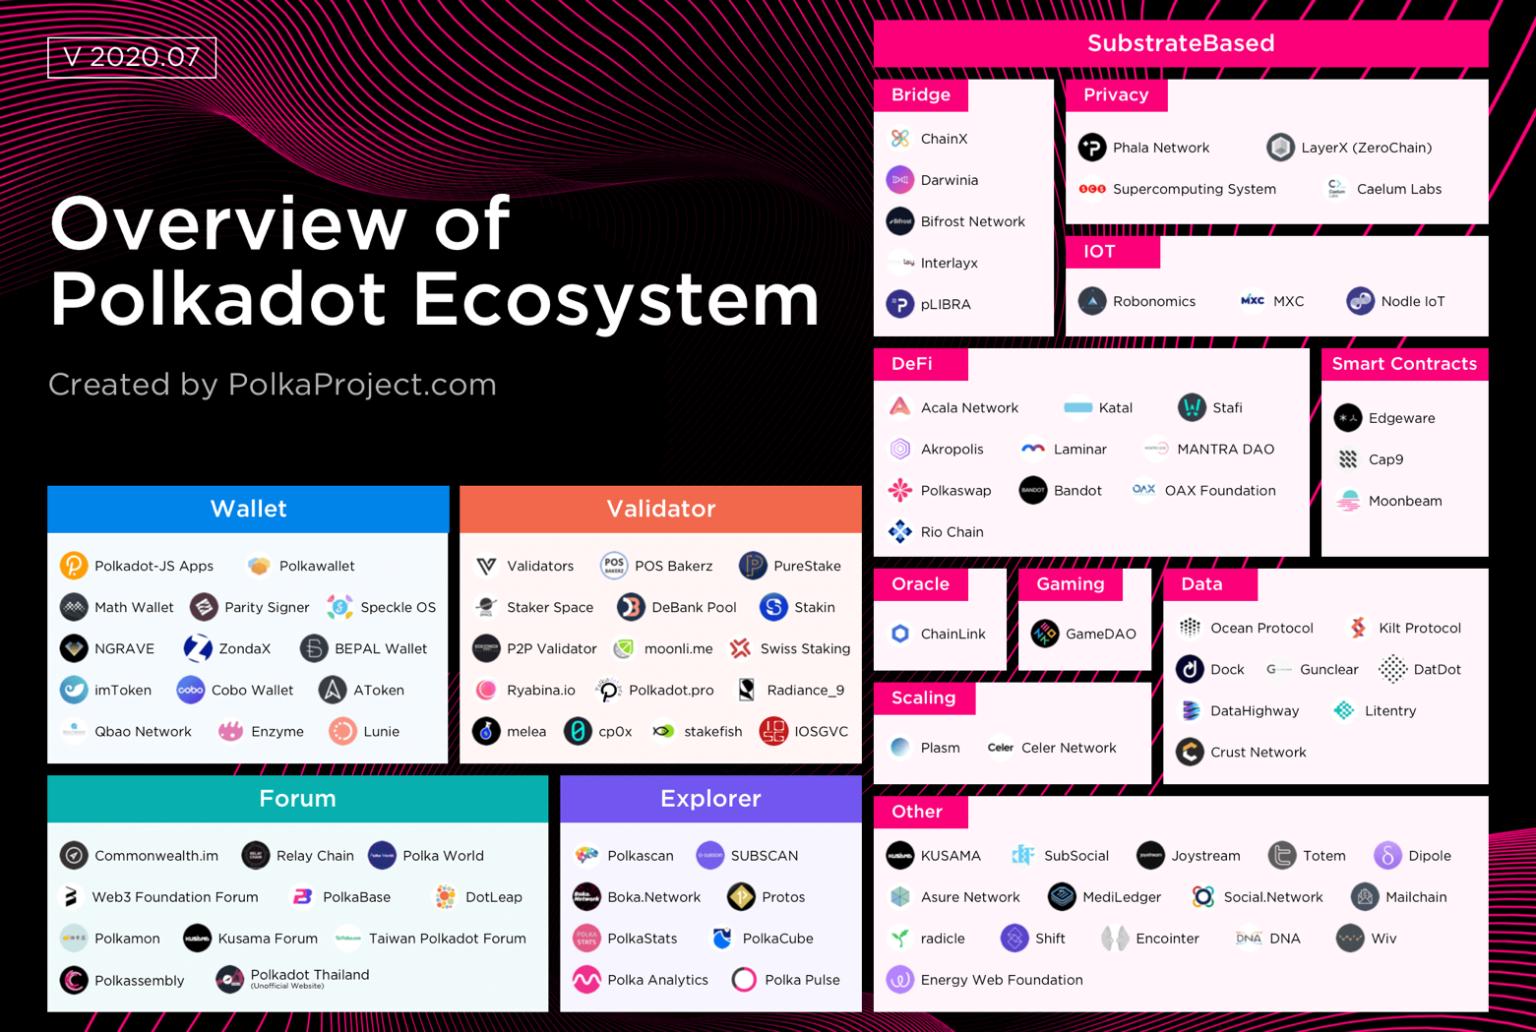 V 2020.07
Overview of
Polkadot Ecosystem
Created by PolkaProject.com
Wallet
Polkadot-JS Apps Polkawallet
Math Wallet Parity Signer Speckle OS
NGRAVE ZondaX BEPAL Wallet
imToken Cobo Wallet AToken
Qbao Network Enzyme Lunie
Validator
Validators POS Bakerz PureStake
Staker Space DeBank Pool Stakin
P2P Validator moonli.me Swiss Staking
Ryabina.io Polkadot.pro Radiance_9
melea cp0x stakefish IOSGVC
Forum
Commonwealth.im Relay Chain Polka World
Web3 Foundation Forum PolkaBase DotLeap
Polkamon Kusama Forum Taiwan Polkadot Forum
Polkassembly Polkadot Thailand
(Unofficial Website)
Explorer
Polkascan SUBSCAN
Boka.Network Protos
PolkaStats PolkaCube
Polka Analytics Polka Pulse
SubstrateBased
Bridge
ChainX
Darwinia
Bifrost Network
Interlayx
pLIBRA
Privacy
Phala Network LayerX (ZeroChain)
Supercomputing System Caelum Labs
IOT
Robonomics MXC Nodle IoT
DeFi
Acala Network Katal Stafi
Akropolis Laminar MANTRA DAO
Polkaswap Bandot OAX Foundation
Rio Chain
Smart Contracts
Edgeware
Cap9
Moonbeam
Oracle
ChainLink
Gaming
GameDAO
Data
Ocean Protocol Kilt Protocol
Dock Gunclear DatDot
DataHighway Litentry
Crust Network
Scaling
Plasm Celer Network
Other
KUSAMA SubSocial Joystream Totem Dipole
Asure Network MediLedger Social.Network Mailchain
radicle Shift Encointer DNA Wiv
Energy Web Foundation